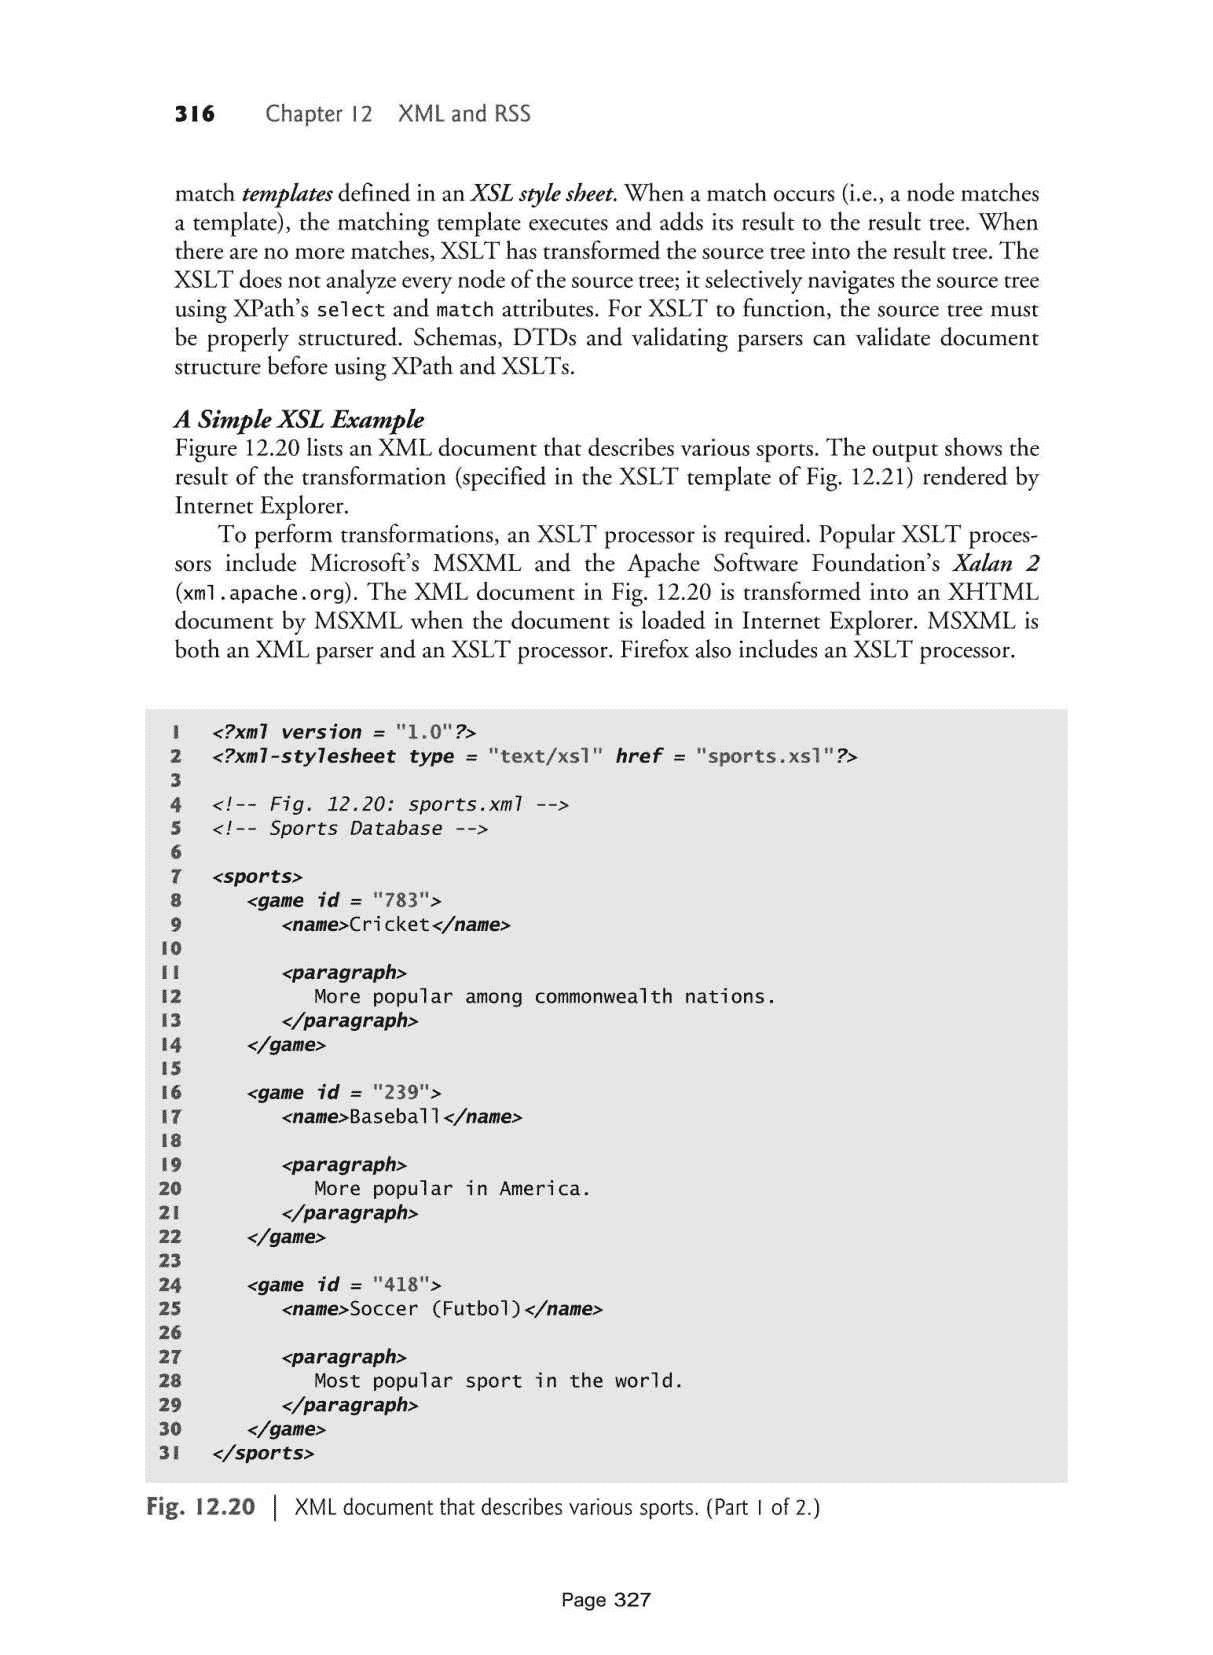 316 Chapter 12 XML and RSS
match templates defined in an XSL style sheet. When a match occurs (i.e., a node matches
a template), the matching template executes and adds its result to the result tree. When
there are no more matches, XSLT has transformed the source tree into the result tree. The
XSLT does not analyze every node of the source tree; it selectively navigates the source tree
using XPath's select and match attributes. For XSLT to function, the source tree must
be properly structured. Schemas, DTDs and validating parsers can validate document
structure before using XPath and XSLTs.
A Simple XSL Example
Figure 12.20 lists an XML document that describes various sports. The output shows the
result of the transformation (specified in the XSLT template of Fig. 12.21) rendered by
Internet Explorer.
To perform transformations, an XSLT processor is required. Popular XSLT proces-
sors include Microsoft's MSXML and the Apache Software Foundation's Xalan 2
(xml.apache.org). The XML document in Fig. 12.20 is transformed into an XHTML
document by MSXML when the document is loaded in Internet Explorer. MSXML is
both an XML parser and an XSLT processor. Firefox also includes an XSLT processor.
1 <?xml version = "1.0"?>
2 <?xml-stylesheet type = "text/xsl" href = "sports.xsl"?>
3
4 <!-- Fig. 12.20: sports.xml -->
5 <!-- Sports Database -->
6
7 <sports>
8 <game id = "783">
9 <name>Cricket</name>
10
11 <paragraph>
12 More popular among commonwealth nations.
13 </paragraph>
14 </game>
15
16 <game id = "239">
17 <name>Baseball</name>
18
19 <paragraph>
20 More popular in America.
21 </paragraph>
22 </game>
23
24 <game id = "418">
25 <name>Soccer (Futbol)</name>
26
27 <paragraph>
28 Most popular sport in the world.
29 </paragraph>
30 </game>
31 </sports>
Fig. 12.20 | XML document that describes various sports. (Part 1 of 2.)
Page 327